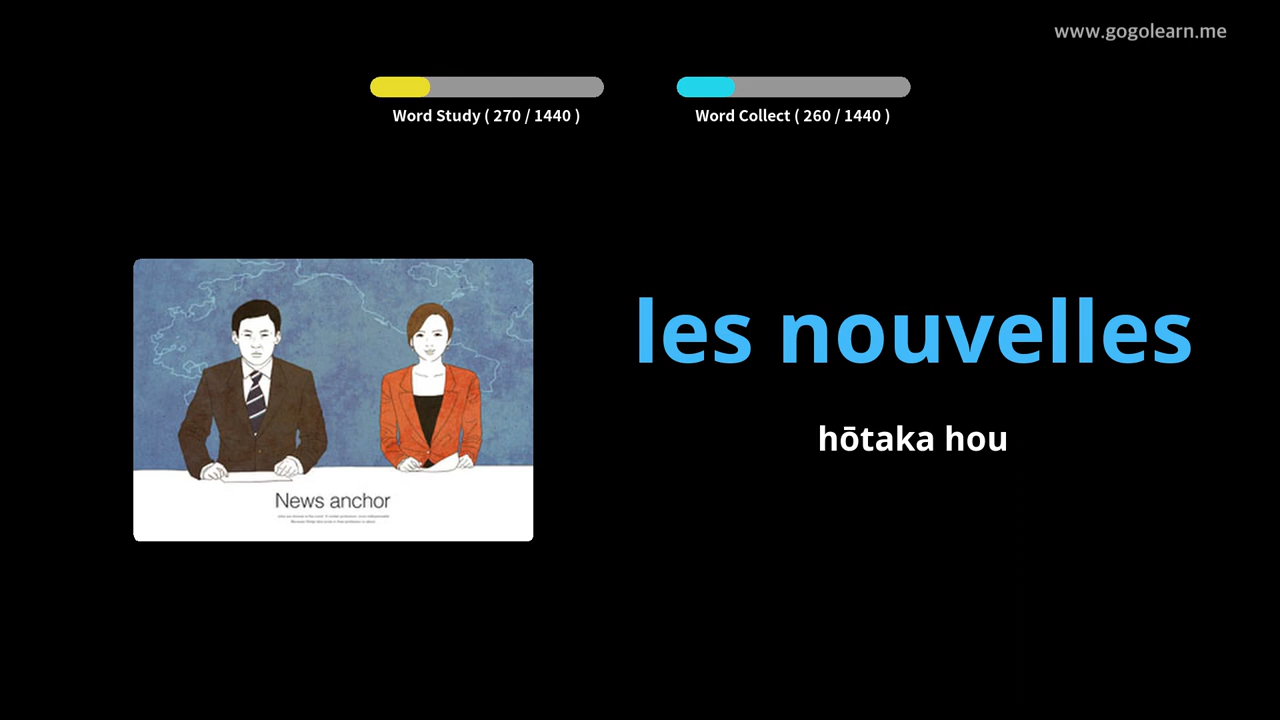 www.gogolearn.me
Word Study ( 270 / 1440 )
Word Collect ( 260 / 1440 )
les nouvelles
hōtaka hou
News anchor